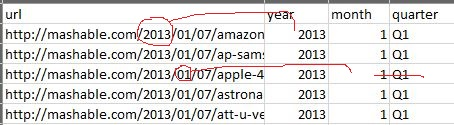 url year month quarter
http://mashable.com/2013/01/07/amazon 2013 1 Q1
http://mashable.com/2013/01/07/ap-sams 2013 1 Q1
http://mashable.com/2013/01/07/apple-4 2013 1 Q1
http://mashable.com/2013/01/07/astrona 2013 1 Q1
http://mashable.com/2013/01/07/att-u-ve 2013 1 Q1